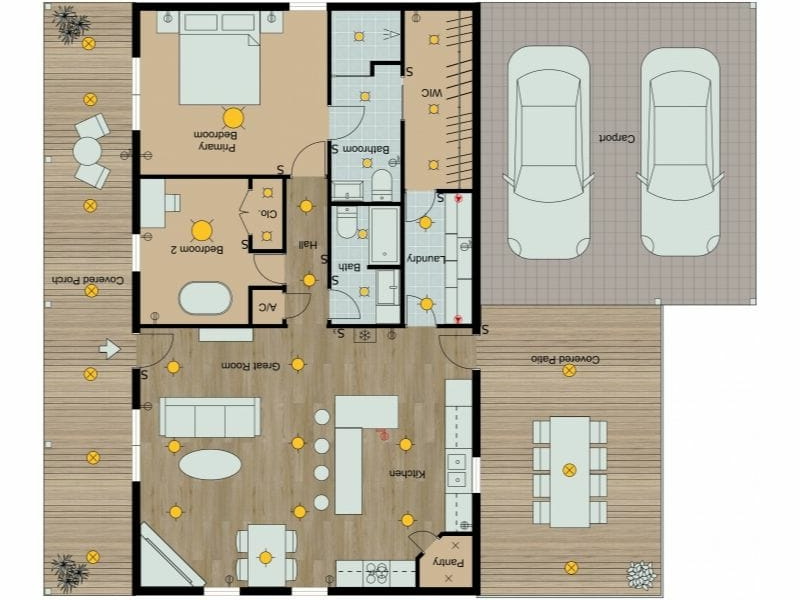 WIC
Carport
Primary
Bedroom
Bathroom
S
S
S
S
Clo.
Bedroom 2
S
Hall
S
Bath
S
Laundry
Covered Porch
A/C
S
S,
S
Great Room
Covered Patio
Kitchen
Pantry